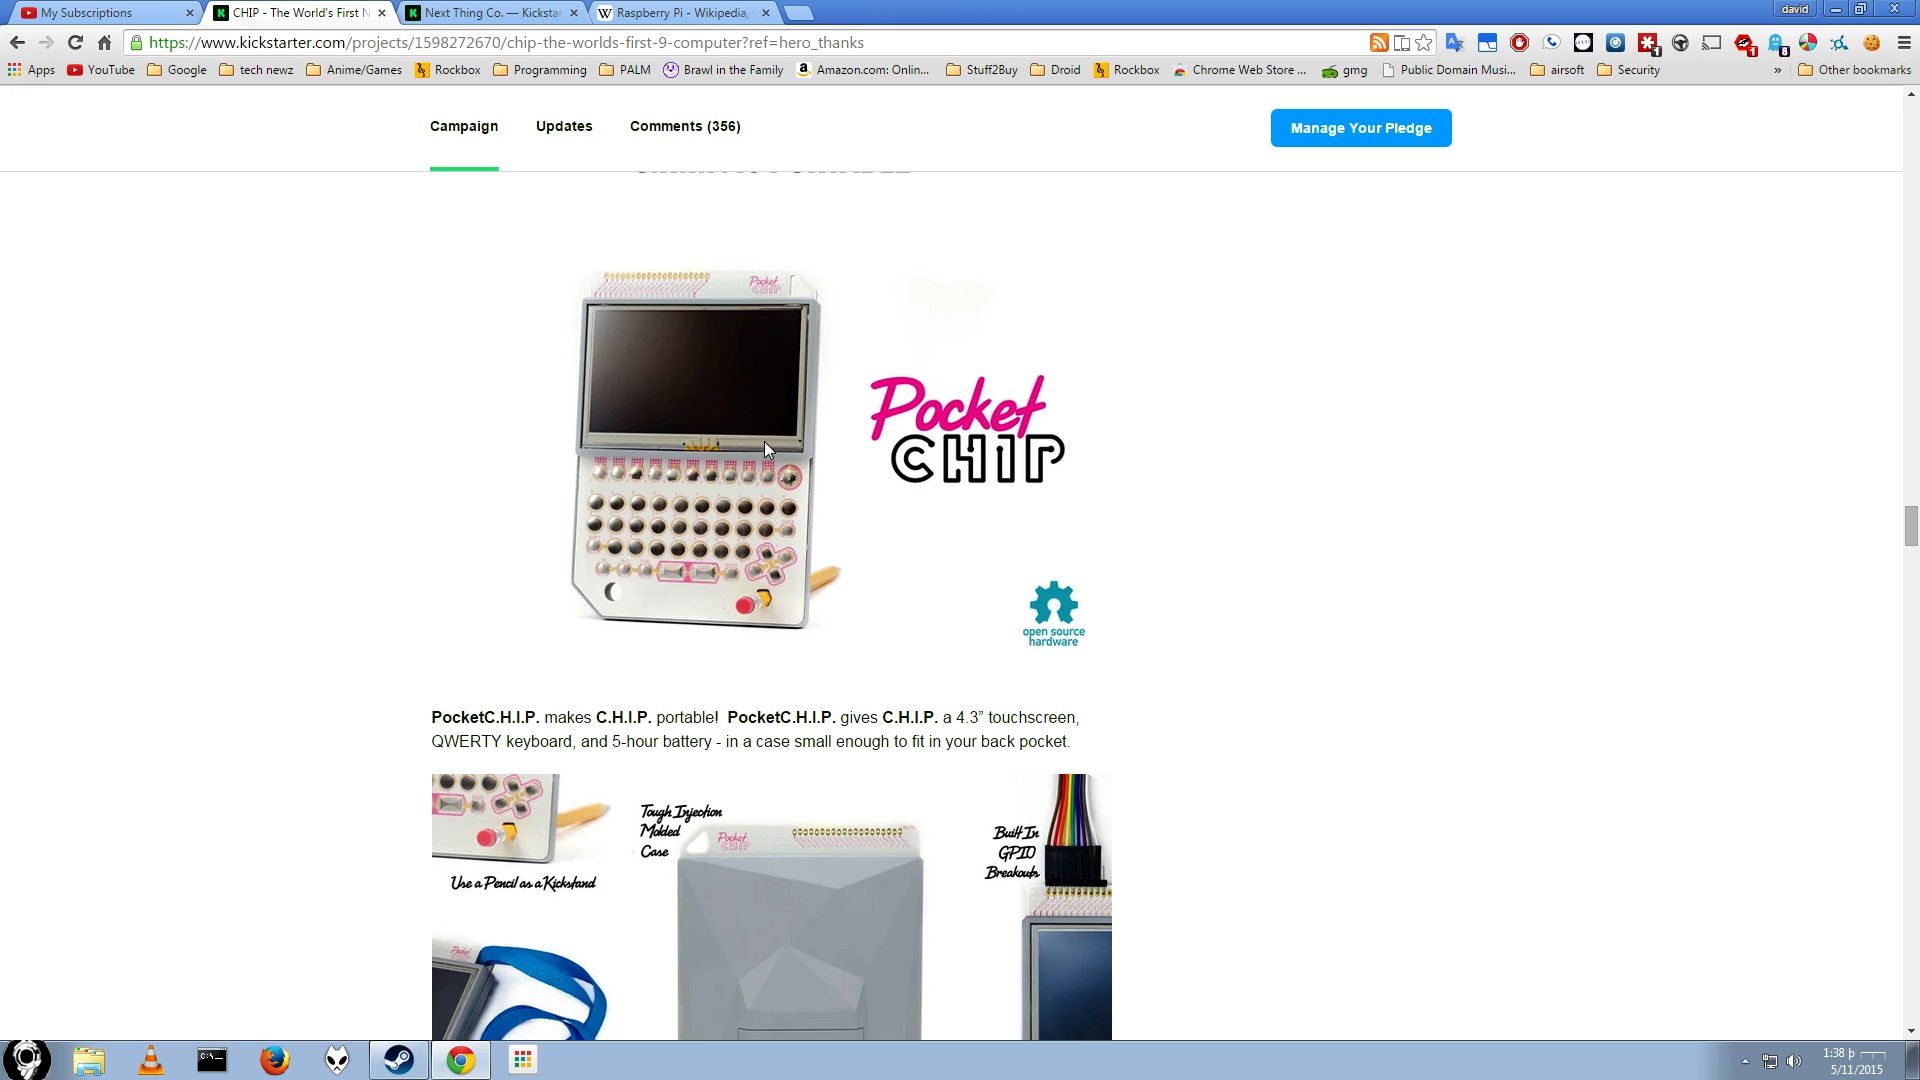 My Subscriptions
CHIP - The World's First N
Next Thing Co. — Kicksta
Raspberry Pi - Wikipedia,
david
https://www.kickstarter.com/projects/1598272670/chip-the-worlds-first-9-computer?ref=hero_thanks
1
1
8
Apps
YouTube
Google
tech newz
Anime/Games
Rockbox
Programming
PALM
Brawl in the Family
Amazon.com: Onlin...
Stuff2Buy
Droid
Rockbox
Chrome Web Store ...
gmg
Public Domain Musi...
airsoft
Security
»
Other bookmarks
Campaign
Updates
Comments (356)
Manage Your Pledge
Pocket
CHIP
Pocket
CHIP
open source
hardware
PocketC.H.I.P. makes C.H.I.P. portable! PocketC.H.I.P. gives C.H.I.P. a 4.3” touchscreen,
QWERTY keyboard, and 5-hour battery - in a case small enough to fit in your back pocket.
Use a Pencil as a Kickstand
Tough Injection
Molded
Case
Pocket
CHIP
Built In
GPIO
Breakouts
Pocket
C:\_
1:38 þ
5/11/2015